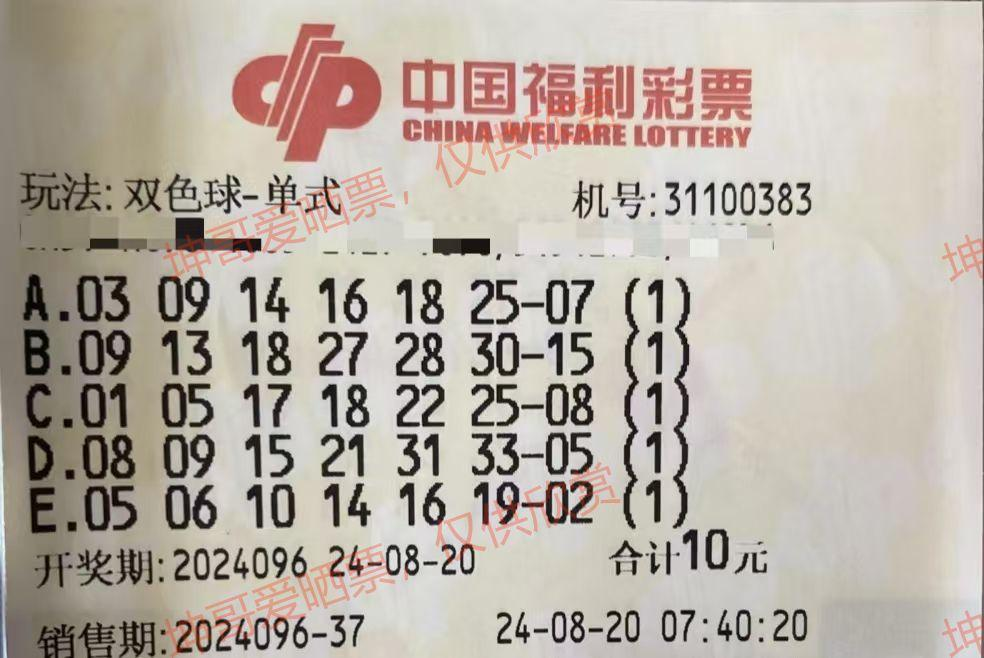 中国福利彩票
CHINA WELFARE LOTTERY
玩法:双色球-单式 机号:31100383
A.03 09 14 16 18 25-07 (1)
B.09 13 18 27 28 30-15 (1)
C.01 05 17 18 22 25-08 (1)
D.08 09 15 21 31 33-05 (1)
E.05 06 10 14 16 19-02 (1)
开奖期:2024096 24-08-20 合计10元
销售期:2024096-37 24-08-20 07:40:20
坤哥爱晒票，仅供欣赏
坤
坤哥爱晒票，仅供欣赏
坤